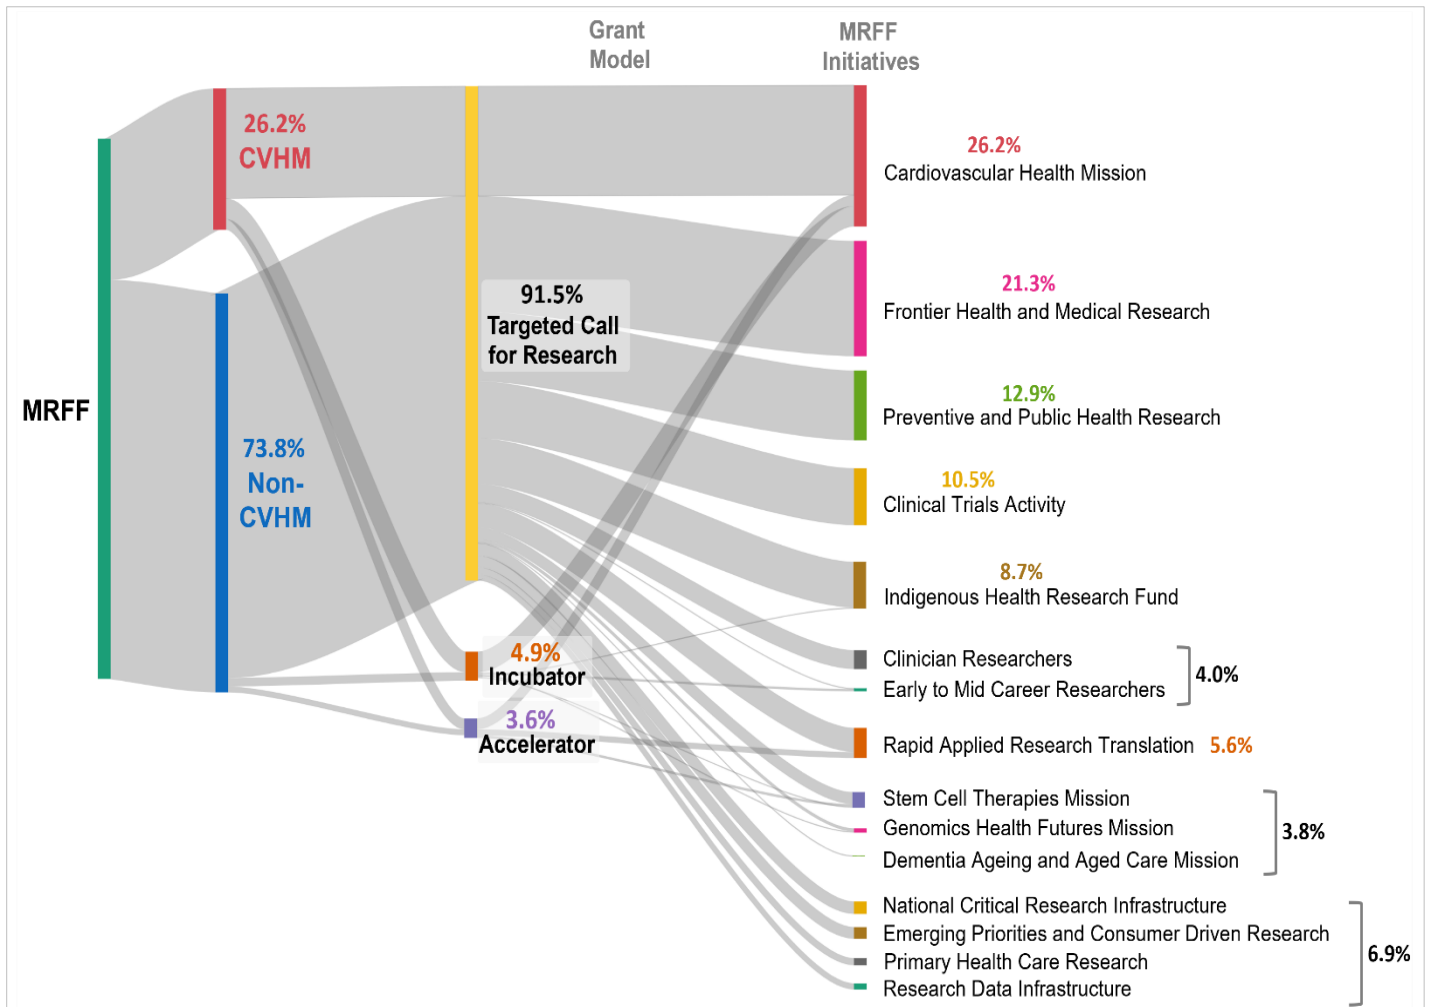 Grant
Model
MRFF
Initiatives
26.2%
CVHM
26.2%
Cardiovascular Health Mission
21.3%
Frontier Health and Medical Research
91.5%
Targeted Call
for Research
12.9%
Preventive and Public Health Research
MRFF
73.8%
Non-
CVHM
10.5%
Clinical Trials Activity
8.7%
Indigenous Health Research Fund
4.9%
Incubator
Clinician Researchers
Early to Mid Career Researchers
4.0%
3.6%
Accelerator
Rapid Applied Research Translation 5.6%
Stem Cell Therapies Mission
Genomics Health Futures Mission
Dementia Ageing and Aged Care Mission
3.8%
National Critical Research Infrastructure
Emerging Priorities and Consumer Driven Research
Primary Health Care Research
Research Data Infrastructure
6.9%